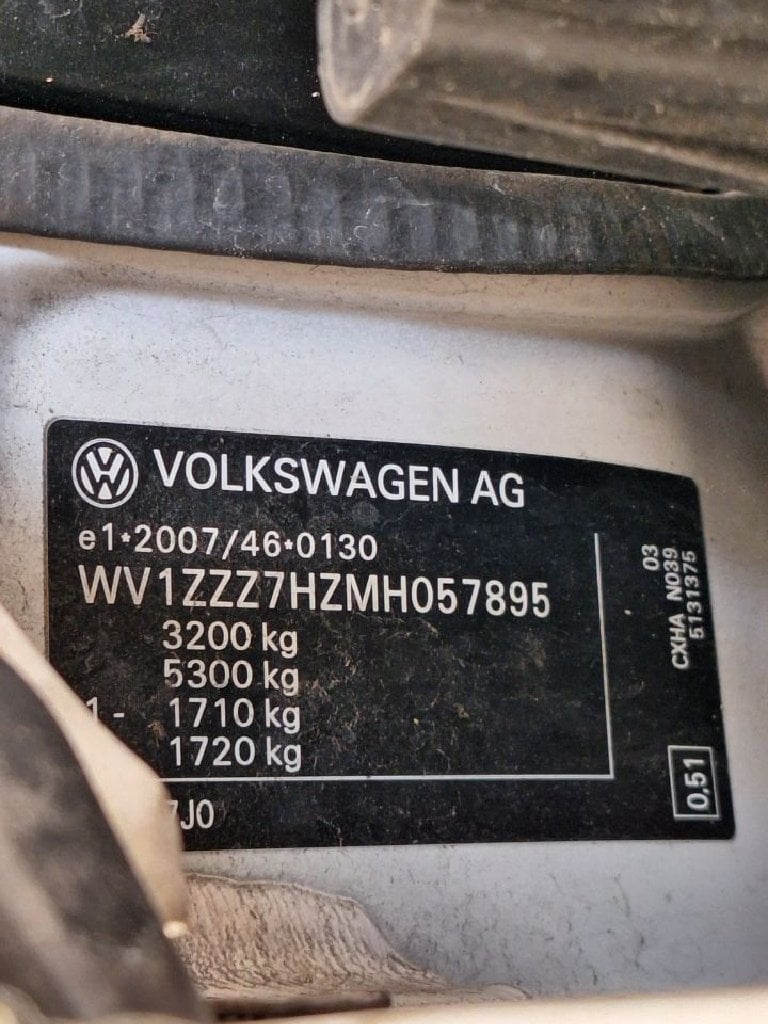 VOLKSWAGEN AG
e1*2007/46*0130
WV1ZZZ7HZMH057895
3200 kg
5300 kg
1- 1710 kg
1720 kg
7J0
03
CXHA N039
5131375
0,51